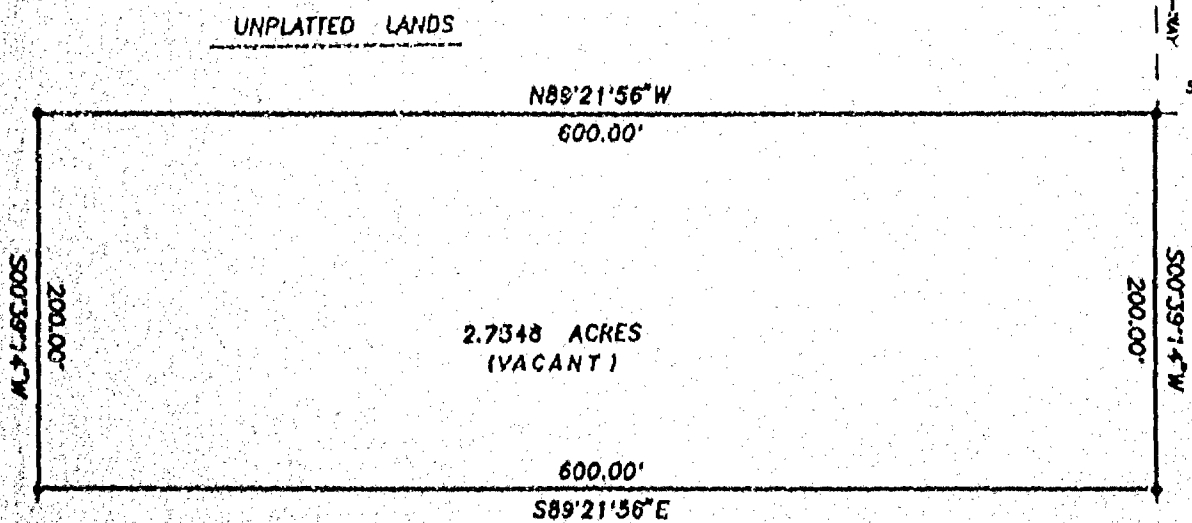 UNPLATTED LANDS
WAY
N89°21'56"W
600.00'
S00°39'14"W
200.00'
200.00'
S00°39'14"W
2.7548 ACRES
(VACANT)
600.00'
S89°21'56"E